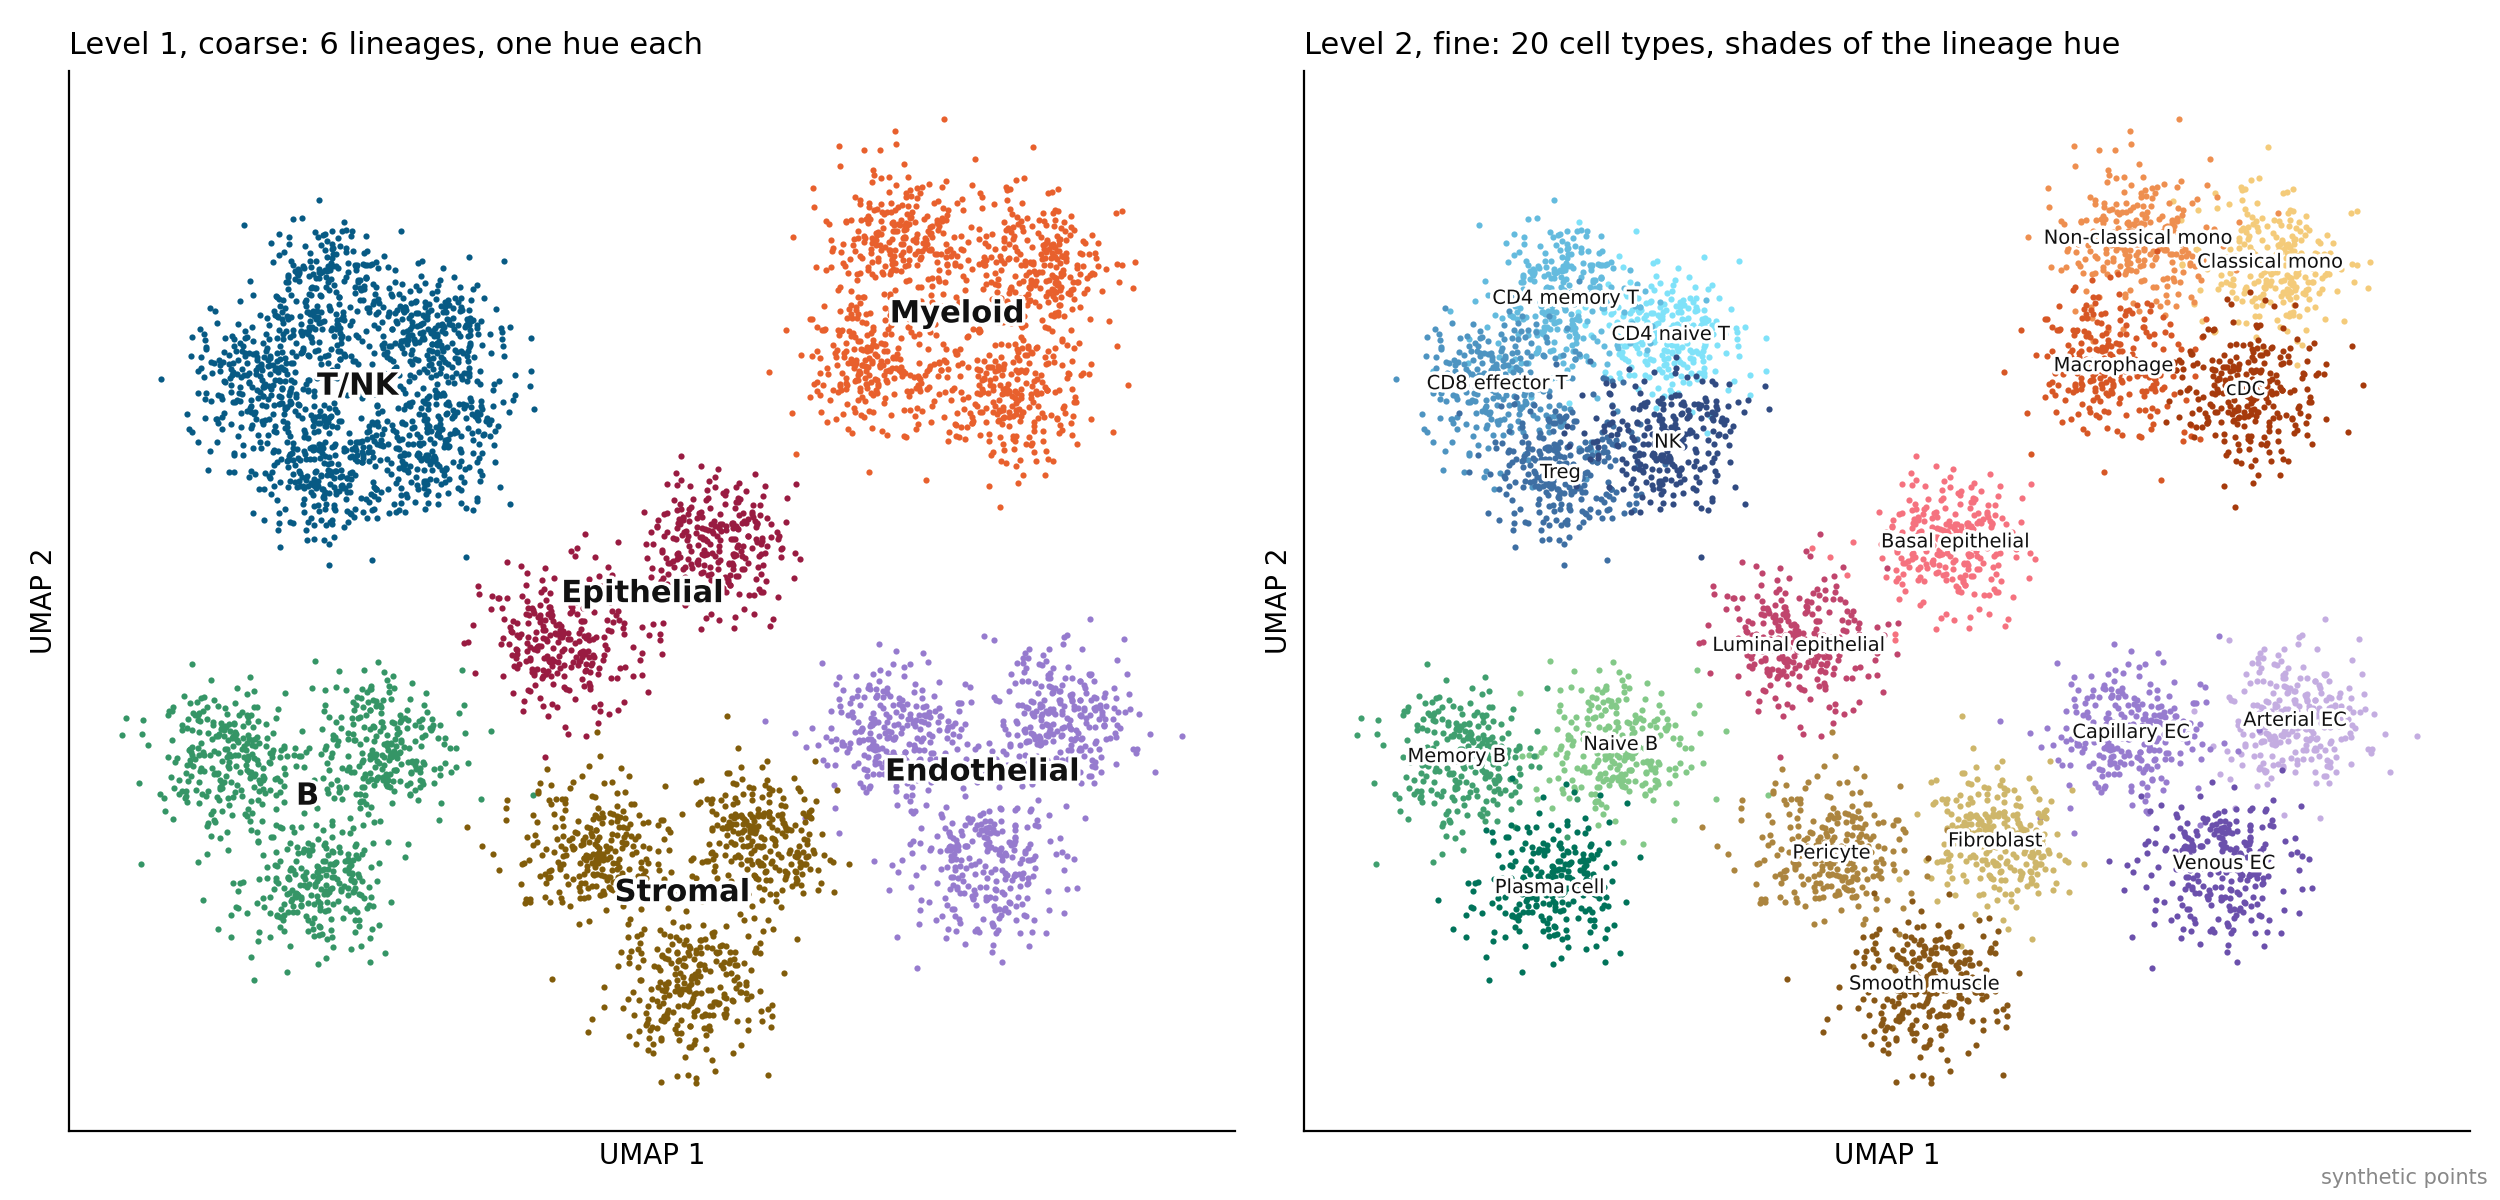 Level 1, coarse: 6 lineages, one hue each
Myeloid
T/NK
Epithelial
Endothelial
B
Stromal
UMAP 2
UMAP 1
Level 2, fine: 20 cell types, shades of the lineage hue
Non-classical mono
Classical mono
CD4 memory T
CD4 naive T
Macrophage
CD8 effector T
cDC
NK
Treg
Basal epithelial
Luminal epithelial
Arterial EC
Capillary EC
Naive B
Memory B
Fibroblast
Pericyte
Venous EC
Plasma cell
Smooth muscle
UMAP 2
UMAP 1
synthetic points